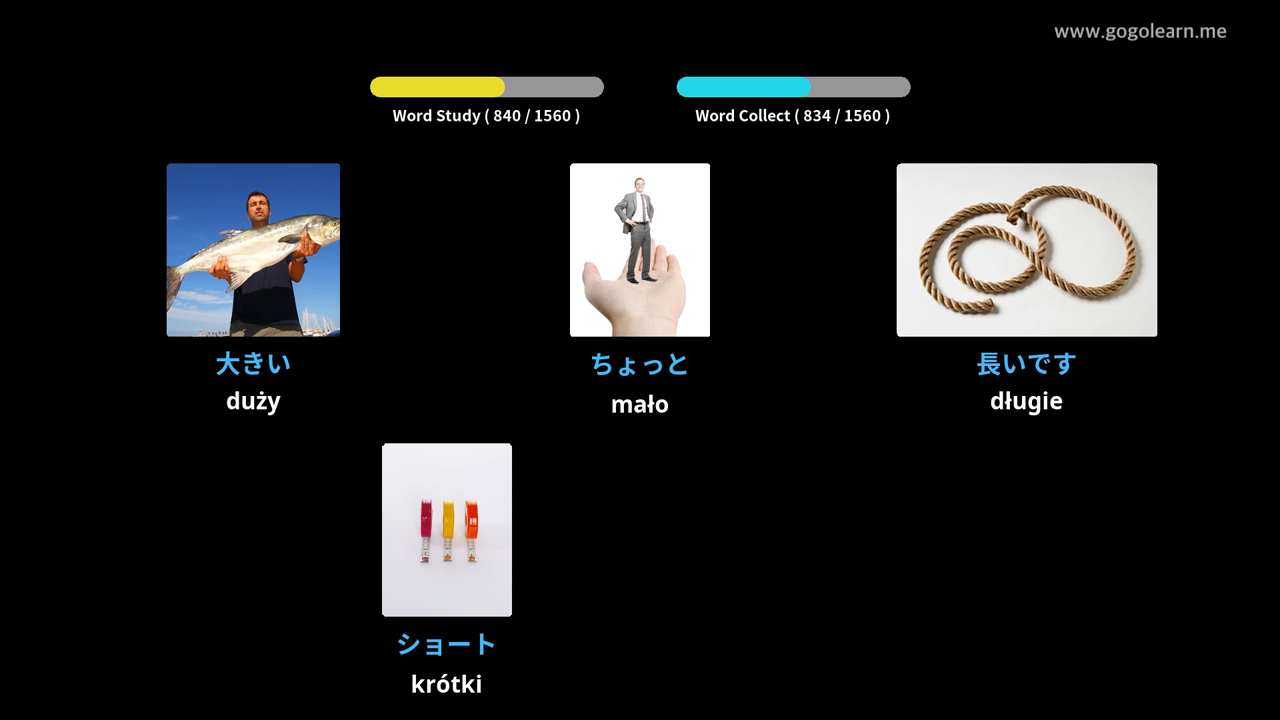 www.gogolearn.me
Word Study ( 840 / 1560 )
Word Collect ( 834 / 1560 )
大きい
duży
ちょっと
mało
長いです
długie
ショート
krótki